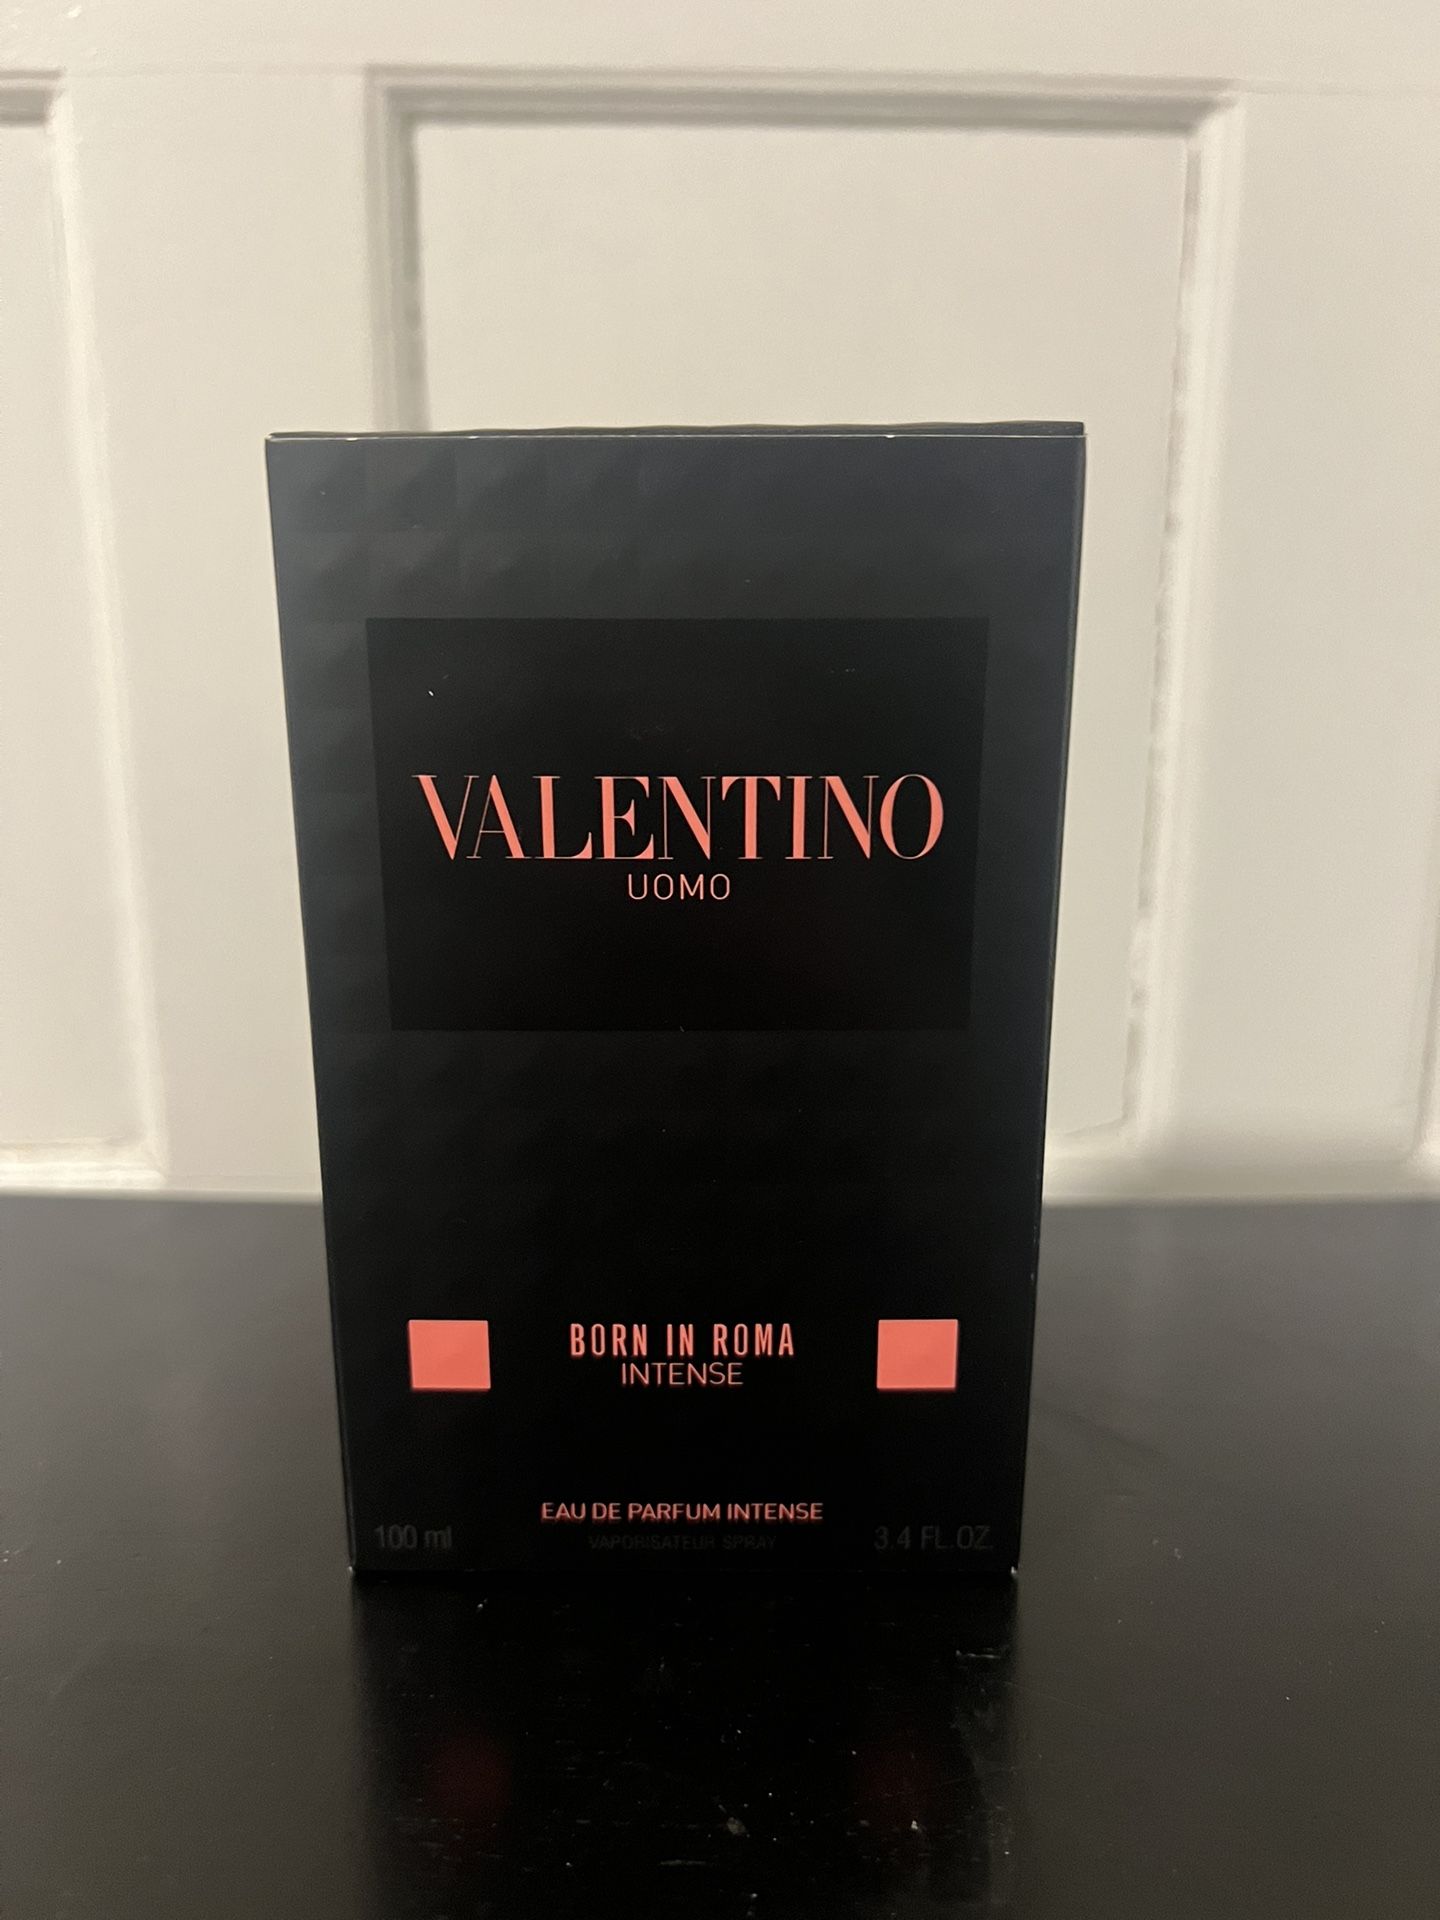 VALENTINO
UOMO
BORN IN ROMA
INTENSE
EAU DE PARFUM INTENSE
100 ml VAPORISATEUR SPRAY 3.4 FL.OZ.